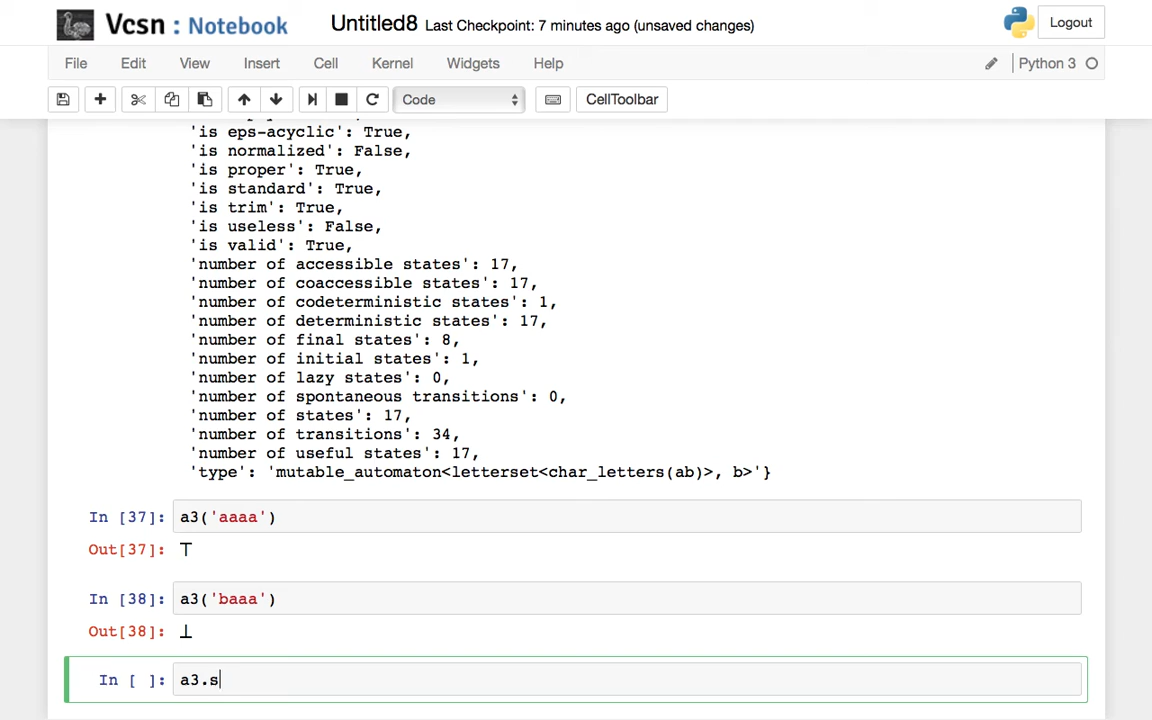 Vcsn : Notebook Untitled8 Last Checkpoint: 7 minutes ago (unsaved changes) Logout
File Edit View Insert Cell Kernel Widgets Help Python 3
Code CellToolbar
'is eps-acyclic': True,
'is normalized': False,
'is proper': True,
'is standard': True,
'is trim': True,
'is useless': False,
'is valid': True,
'number of accessible states': 17,
'number of coaccessible states': 17,
'number of codeterministic states': 1,
'number of deterministic states': 17,
'number of final states': 8,
'number of initial states': 1,
'number of lazy states': 0,
'number of spontaneous transitions': 0,
'number of states': 17,
'number of transitions': 34,
'number of useful states': 17,
'type': 'mutable_automaton<letterset<char_letters(ab)>, b>'}
In [37]: a3('aaaa')
Out[37]: ⊤
In [38]: a3('baaa')
Out[38]: ⊥
In [ ]: a3.s